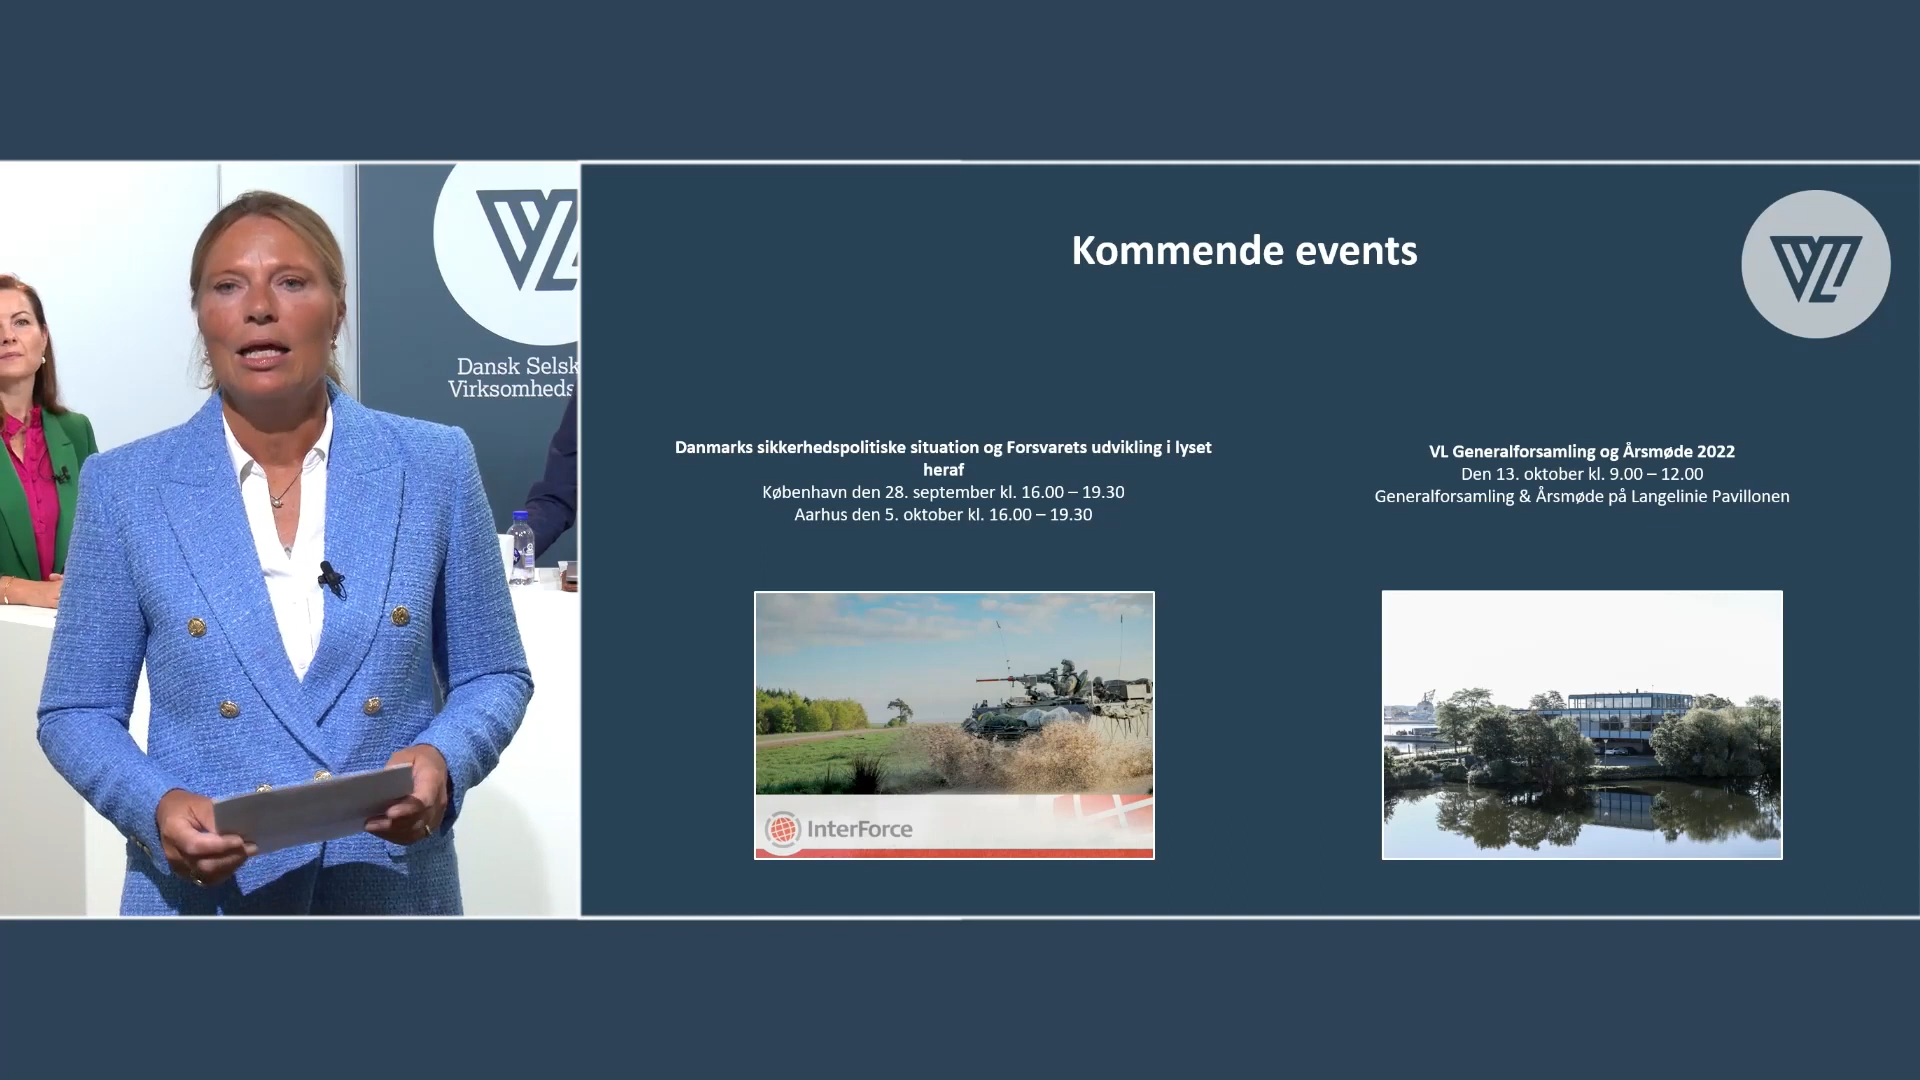 VL
Dansk Selsk
Virksomheds
Kommende events
VL
Danmarks sikkerhedspolitiske situation og Forsvarets udvikling i lyset
heraf
København den 28. september kl. 16.00 – 19.30
Aarhus den 5. oktober kl. 16.00 – 19.30
VL Generalforsamling og Årsmøde 2022
Den 13. oktober kl. 9.00 – 12.00
Generalforsamling & Årsmøde på Langelinie Pavillonen
InterForce